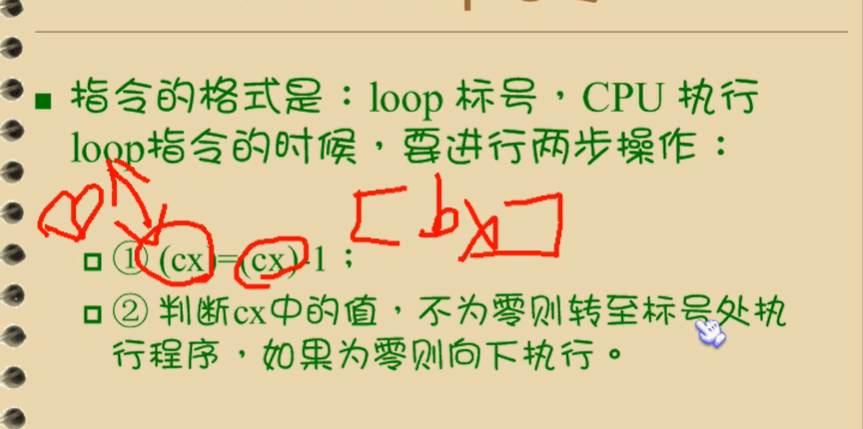 指令的格式是：loop 标号，CPU 执行
loop指令的时候，要进行两步操作：
[bx]
① (cx)=(cx)-1；
② 判断cx中的值，不为零则转至标号处执
行程序，如果为零则向下执行。